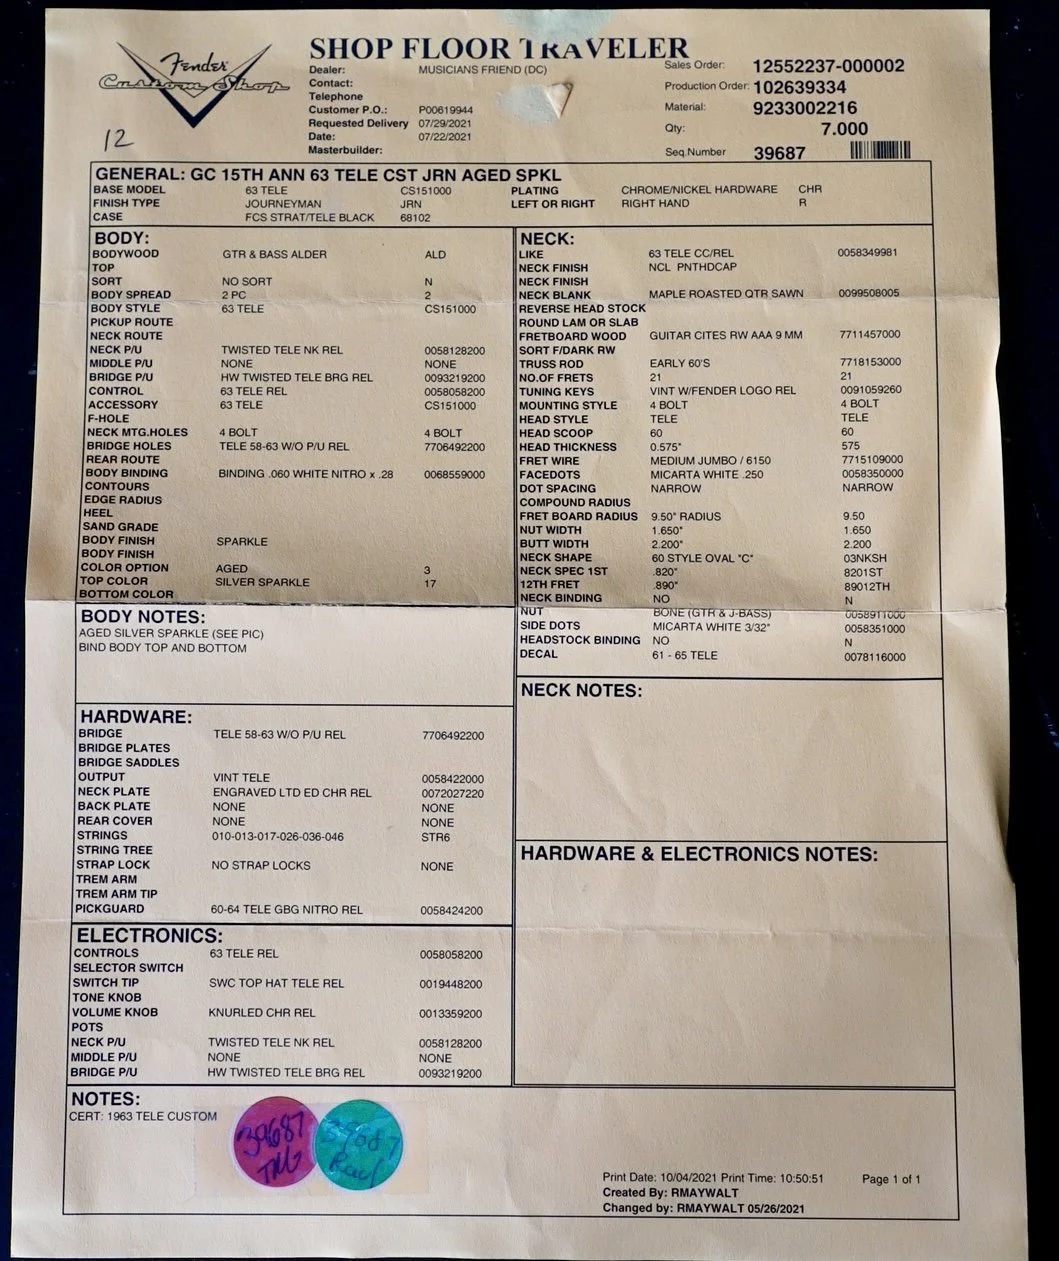 Fender
Custom Shop
12
SHOP FLOOR TRAVELER
Dealer: MUSICIANS FRIEND (DC)
Contact:
Telephone
Customer P.O.: P00619944
Requested Delivery 07/29/2021
Date: 07/22/2021
Masterbuilder:
Sales Order: 12552237-000002
Production Order: 102639334
Material: 9233002216
Qty: 7.000
Seq.Number 39687
GENERAL: GC 15TH ANN 63 TELE CST JRN AGED SPKL
BASE MODEL 63 TELE CS151000 PLATING CHROME/NICKEL HARDWARE CHR
FINISH TYPE JOURNEYMAN JRN LEFT OR RIGHT RIGHT HAND R
CASE FCS STRAT/TELE BLACK 68102
BODY:
BODYWOOD GTR & BASS ALDER ALD
TOP
SORT NO SORT N
BODY SPREAD 2 PC 2
BODY STYLE 63 TELE CS151000
PICKUP ROUTE
NECK ROUTE
NECK P/U TWISTED TELE NK REL 0058128200
MIDDLE P/U NONE NONE
BRIDGE P/U HW TWISTED TELE BRG REL 0093219200
CONTROL 63 TELE REL 0058058200
ACCESSORY 63 TELE CS151000
F-HOLE
NECK MTG.HOLES 4 BOLT 4 BOLT
BRIDGE HOLES TELE 58-63 W/O P/U REL 7706492200
REAR ROUTE
BODY BINDING BINDING .060 WHITE NITRO x .28 0068559000
CONTOURS
EDGE RADIUS
HEEL
SAND GRADE
BODY FINISH SPARKLE
BODY FINISH
COLOR OPTION AGED 3
TOP COLOR SILVER SPARKLE 17
BOTTOM COLOR
BODY NOTES:
AGED SILVER SPARKLE (SEE PIC)
BIND BODY TOP AND BOTTOM
HARDWARE:
BRIDGE TELE 58-63 W/O P/U REL 7706492200
BRIDGE PLATES
BRIDGE SADDLES
OUTPUT VINT TELE 0058422000
NECK PLATE ENGRAVED LTD ED CHR REL 0072027220
BACK PLATE NONE NONE
REAR COVER NONE NONE
STRINGS 010-013-017-026-036-046 STR6
STRING TREE
STRAP LOCK NO STRAP LOCKS NONE
TREM ARM
TREM ARM TIP
PICKGUARD 60-64 TELE GBG NITRO REL 0058424200
ELECTRONICS:
CONTROLS 63 TELE REL 0058058200
SELECTOR SWITCH
SWITCH TIP SWC TOP HAT TELE REL 0019448200
TONE KNOB
VOLUME KNOB KNURLED CHR REL 0013359200
POTS
NECK P/U TWISTED TELE NK REL 0058128200
MIDDLE P/U NONE NONE
BRIDGE P/U HW TWISTED TELE BRG REL 0093219200
NECK:
LIKE 63 TELE CC/REL 0058349981
NECK FINISH NCL PNTHDCAP
NECK FINISH
NECK BLANK MAPLE ROASTED QTR SAWN 0099508005
REVERSE HEAD STOCK
ROUND LAM OR SLAB
FRETBOARD WOOD GUITAR CITES RW AAA 9 MM 7711457000
SORT F/DARK RW
TRUSS ROD EARLY 60'S 7718153000
NO.OF FRETS 21 21
TUNING KEYS VINT W/FENDER LOGO REL 0091059260
MOUNTING STYLE 4 BOLT 4 BOLT
HEAD STYLE TELE TELE
HEAD SCOOP 60 60
HEAD THICKNESS 0.575" 575
FRET WIRE MEDIUM JUMBO / 6150 7715109000
FACEDOTS MICARTA WHITE .250 0058350000
DOT SPACING NARROW NARROW
COMPOUND RADIUS
FRET BOARD RADIUS 9.50" RADIUS 9.50
NUT WIDTH 1.650" 1.650
BUTT WIDTH 2.200" 2.200
NECK SHAPE 60 STYLE OVAL "C" 03NKSH
NECK SPEC 1ST .820" 8201ST
12TH FRET .890" 89012TH
NECK BINDING NO N
NUT BONE (GTR & J-BASS) 0058911000
SIDE DOTS MICARTA WHITE 3/32" 0058351000
HEADSTOCK BINDING NO N
DECAL 61 - 65 TELE 0078116000
NECK NOTES:
HARDWARE & ELECTRONICS NOTES:
NOTES:
CERT: 1963 TELE CUSTOM
39687
39687
Print Date: 10/04/2021 Print Time: 10:50:51 Page 1 of 1
Created By: RMAYWALT
Changed by: RMAYWALT 05/26/2021